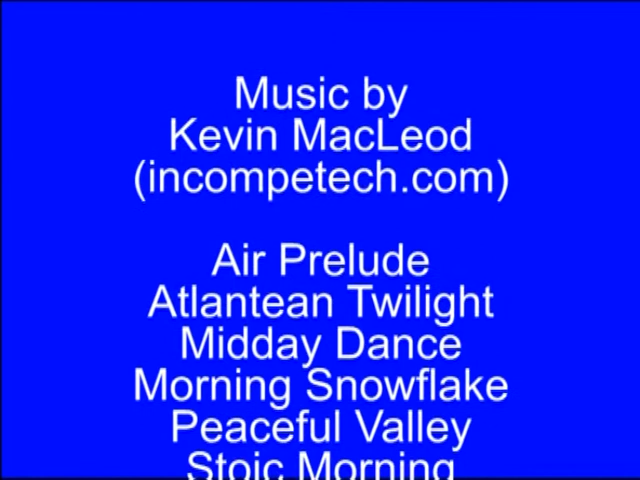 Music by
Kevin MacLeod
(incompetech.com)
Air Prelude
Atlantean Twilight
Midday Dance
Morning Snowflake
Peaceful Valley
Stoic Morning